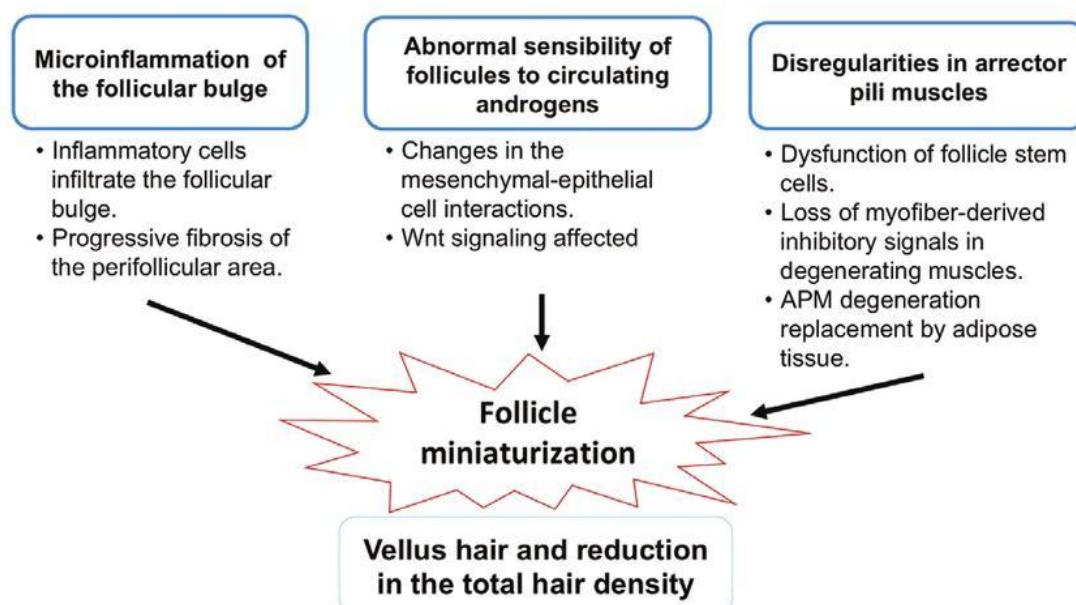 Microinflammation of
the follicular bulge
• Inflammatory cells
infiltrate the follicular
bulge.
• Progressive fibrosis of
the perifollicular area.
Abnormal sensibility of
follicules to circulating
androgens
• Changes in the
mesenchymal-epithelial
cell interactions.
• Wnt signaling affected
Disregularities in arrector
pili muscles
• Dysfunction of follicle stem
cells.
• Loss of myofiber-derived
inhibitory signals in
degenerating muscles.
• APM degeneration
replacement by adipose
tissue.
Follicle
miniaturization
Vellus hair and reduction
in the total hair density